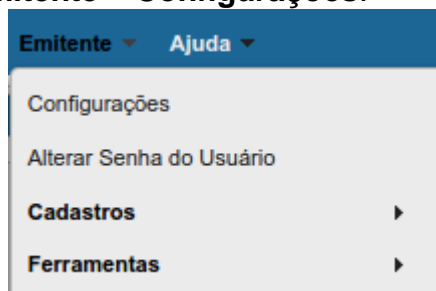 Emitente Ajuda
Configurações
Alterar Senha do Usuário
Cadastros
Ferramentas